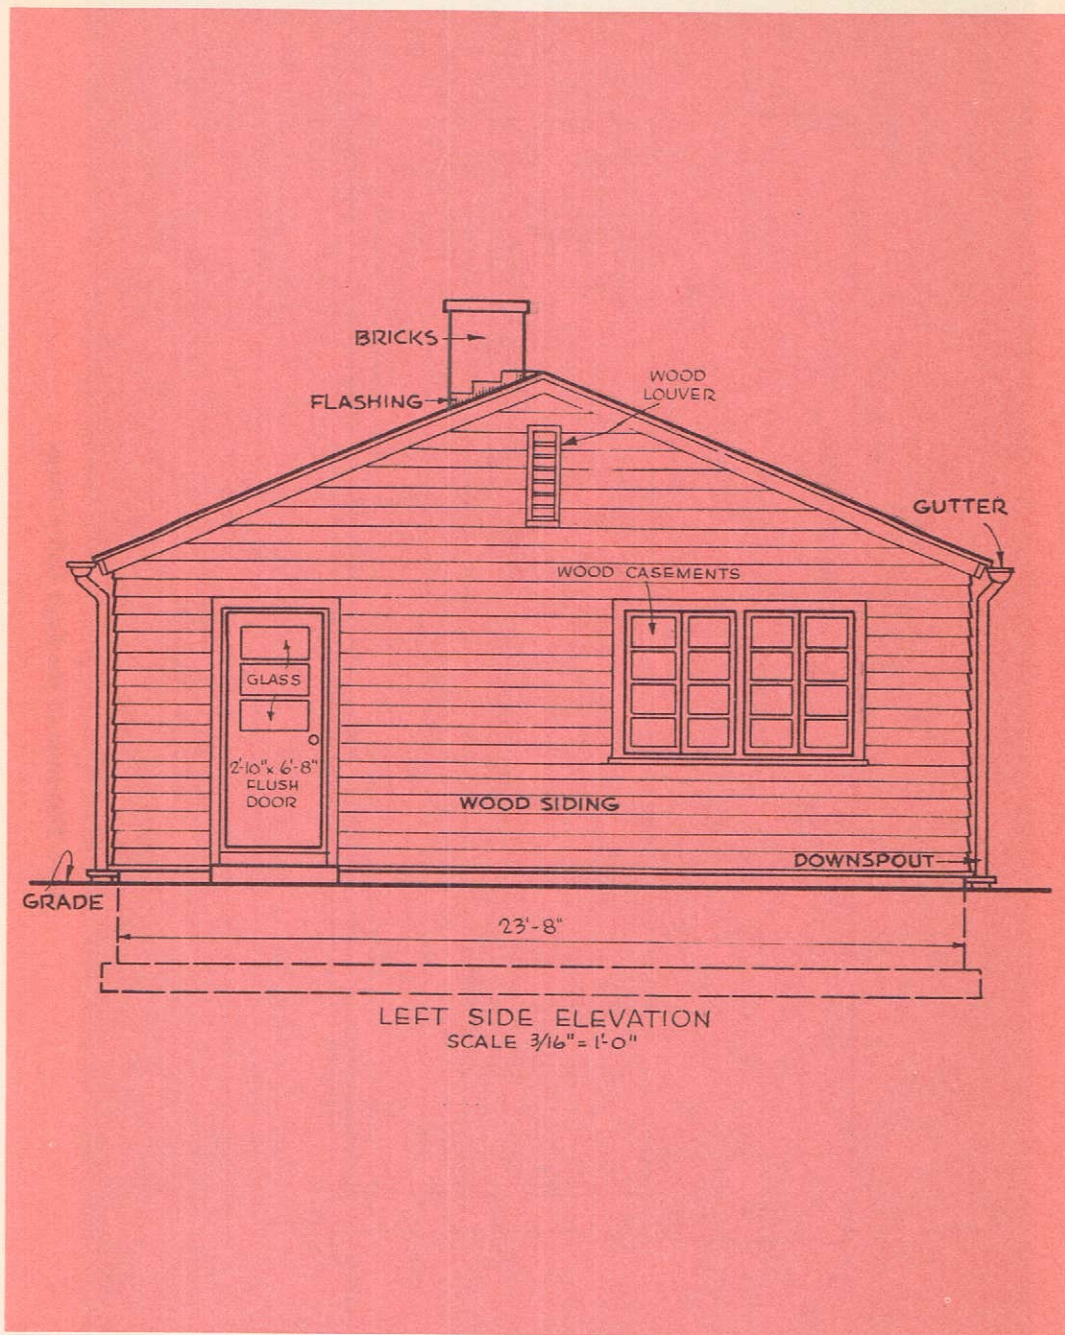 BRICKS
WOOD
LOUVER
FLASHING
GUTTER
WOOD CASEMENTS
GLASS
2'-10" x 6'-8"
FLUSH
DOOR
WOOD SIDING
DOWNSPOUT
GRADE
23'-8"
LEFT SIDE ELEVATION
SCALE 3/16" = 1'-0"